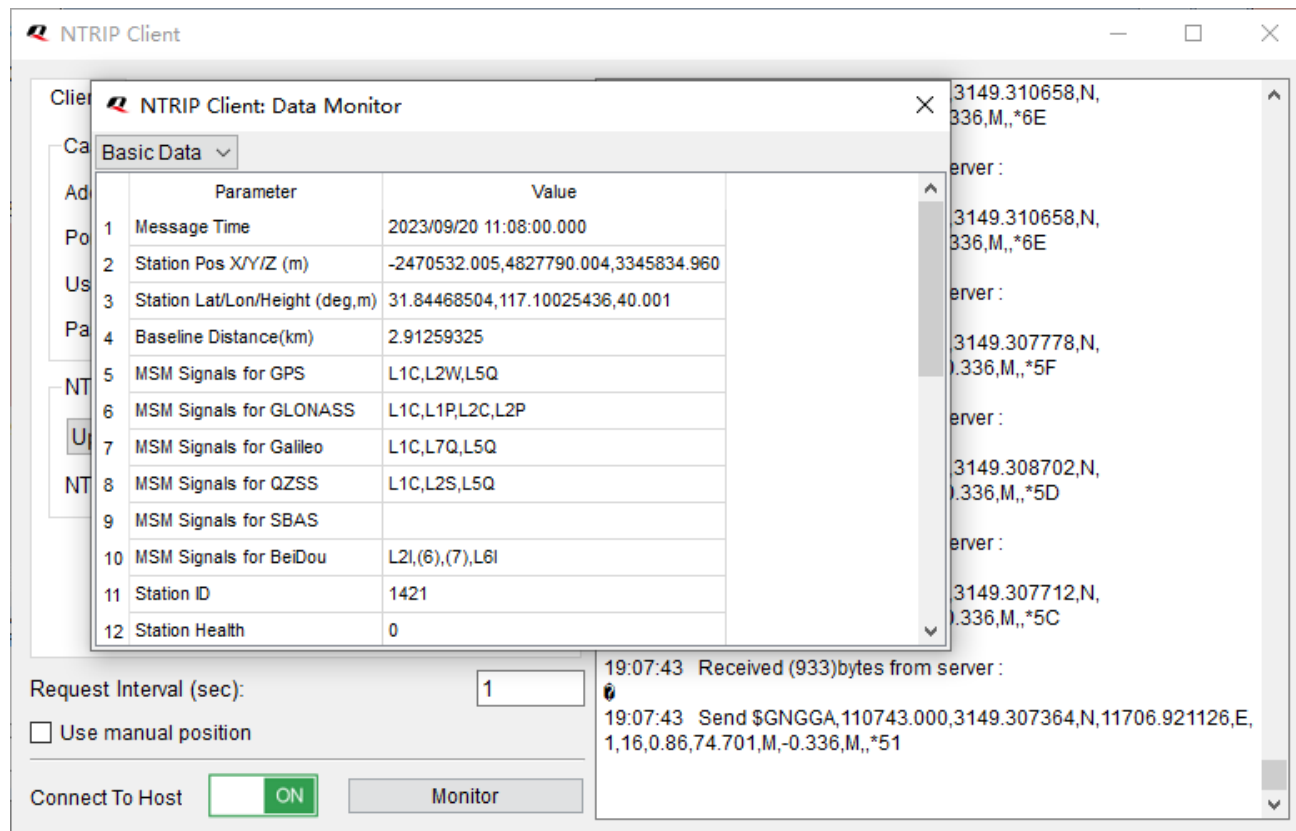 NTRIP Client
NTRIP Client: Data Monitor
Basic Data
Parameter Value
1 Message Time 2023/09/20 11:08:00.000
2 Station Pos X/Y/Z (m) -2470532.005,4827790.004,3345834.960
3 Station Lat/Lon/Height (deg,m) 31.84468504,117.10025436,40.001
4 Baseline Distance(km) 2.91259325
5 MSM Signals for GPS L1C,L2W,L5Q
6 MSM Signals for GLONASS L1C,L1P,L2C,L2P
7 MSM Signals for Galileo L1C,L7Q,L5Q
8 MSM Signals for QZSS L1C,L2S,L5Q
9 MSM Signals for SBAS
10 MSM Signals for BeiDou L2I,(6),(7),L6I
11 Station ID 1421
12 Station Health 0
Clie
Ca
Ad
Po
Us
Pa
NT
U
NT
,3149.310658,N,
336,M,,*6E
erver :
,3149.310658,N,
336,M,,*6E
erver :
,3149.307778,N,
.336,M,,*5F
erver :
,3149.308702,N,
.336,M,,*5D
erver :
,3149.307712,N,
.336,M,,*5C
19:07:43 Received (933)bytes from server :
�
19:07:43 Send $GNGGA,110743.000,3149.307364,N,11706.921126,E,
1,16,0.86,74.701,M,-0.336,M,,*51
Request Interval (sec): 1
Use manual position
Connect To Host ON Monitor